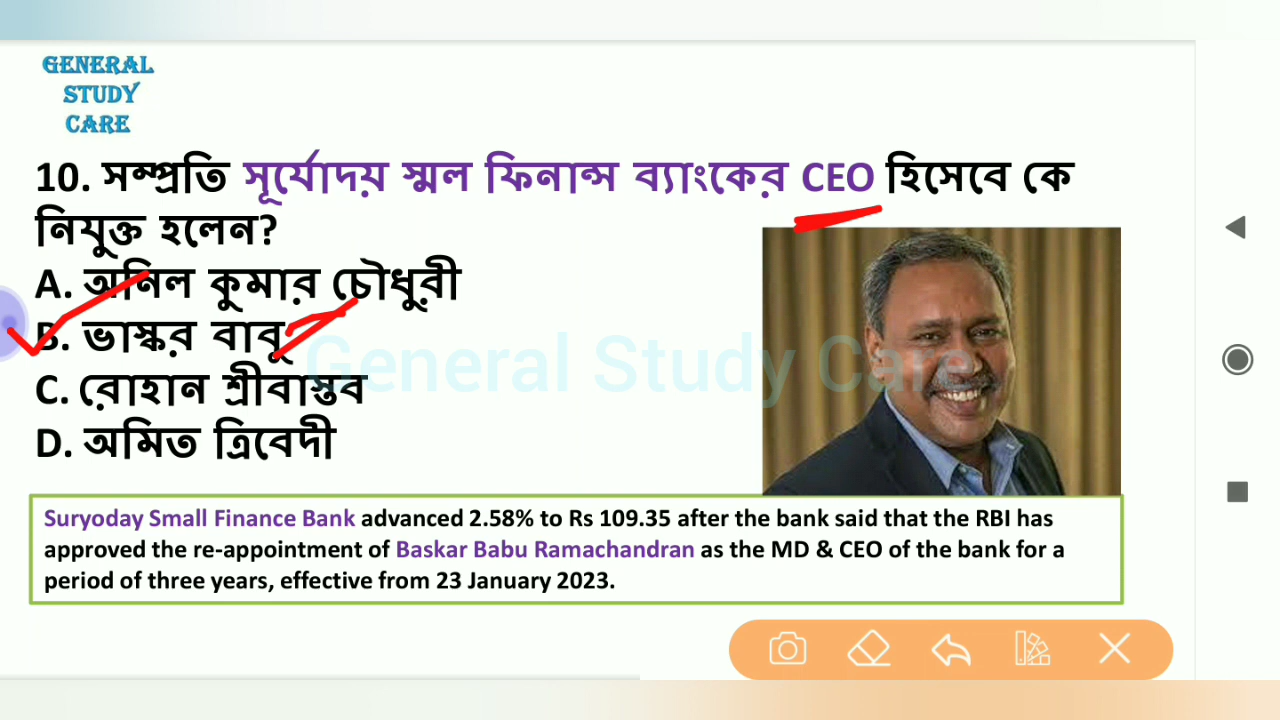 GENERAL
STUDY
CARE
10. সম্প্রতি সূর্যোদয় স্মল ফিনান্স ব্যাংকের CEO হিসেবে কে
নিযুক্ত হলেন?
A. অনিল কুমার চৌধুরী
B. ভাস্কর বাবু
General Study Care
C. রোহান শ্রীবাস্তব
D. অমিত ত্রিবেদী
Suryoday Small Finance Bank advanced 2.58% to Rs 109.35 after the bank said that the RBI has
approved the re-appointment of Baskar Babu Ramachandran as the MD & CEO of the bank for a
period of three years, effective from 23 January 2023.